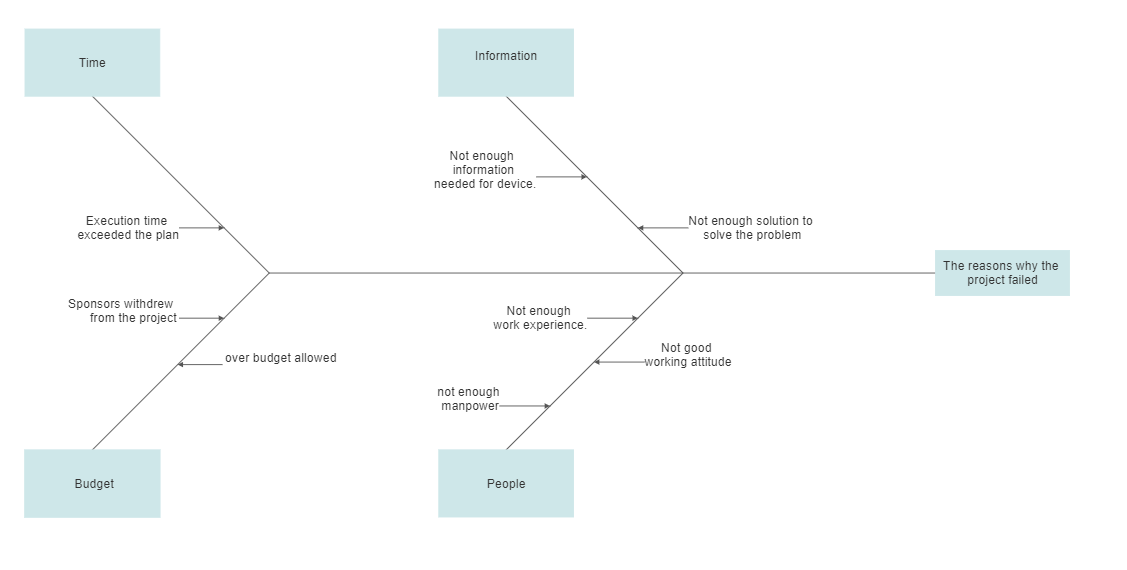 Time
Information
Not enough
information
needed for device.
Execution time
exceeded the plan
Not enough solution to
solve the problem
The reasons why the
project failed
Sponsors withdrew
from the project
over budget allowed
Not enough
work experience.
Not good
working attitude
not enough
manpower
Budget
People